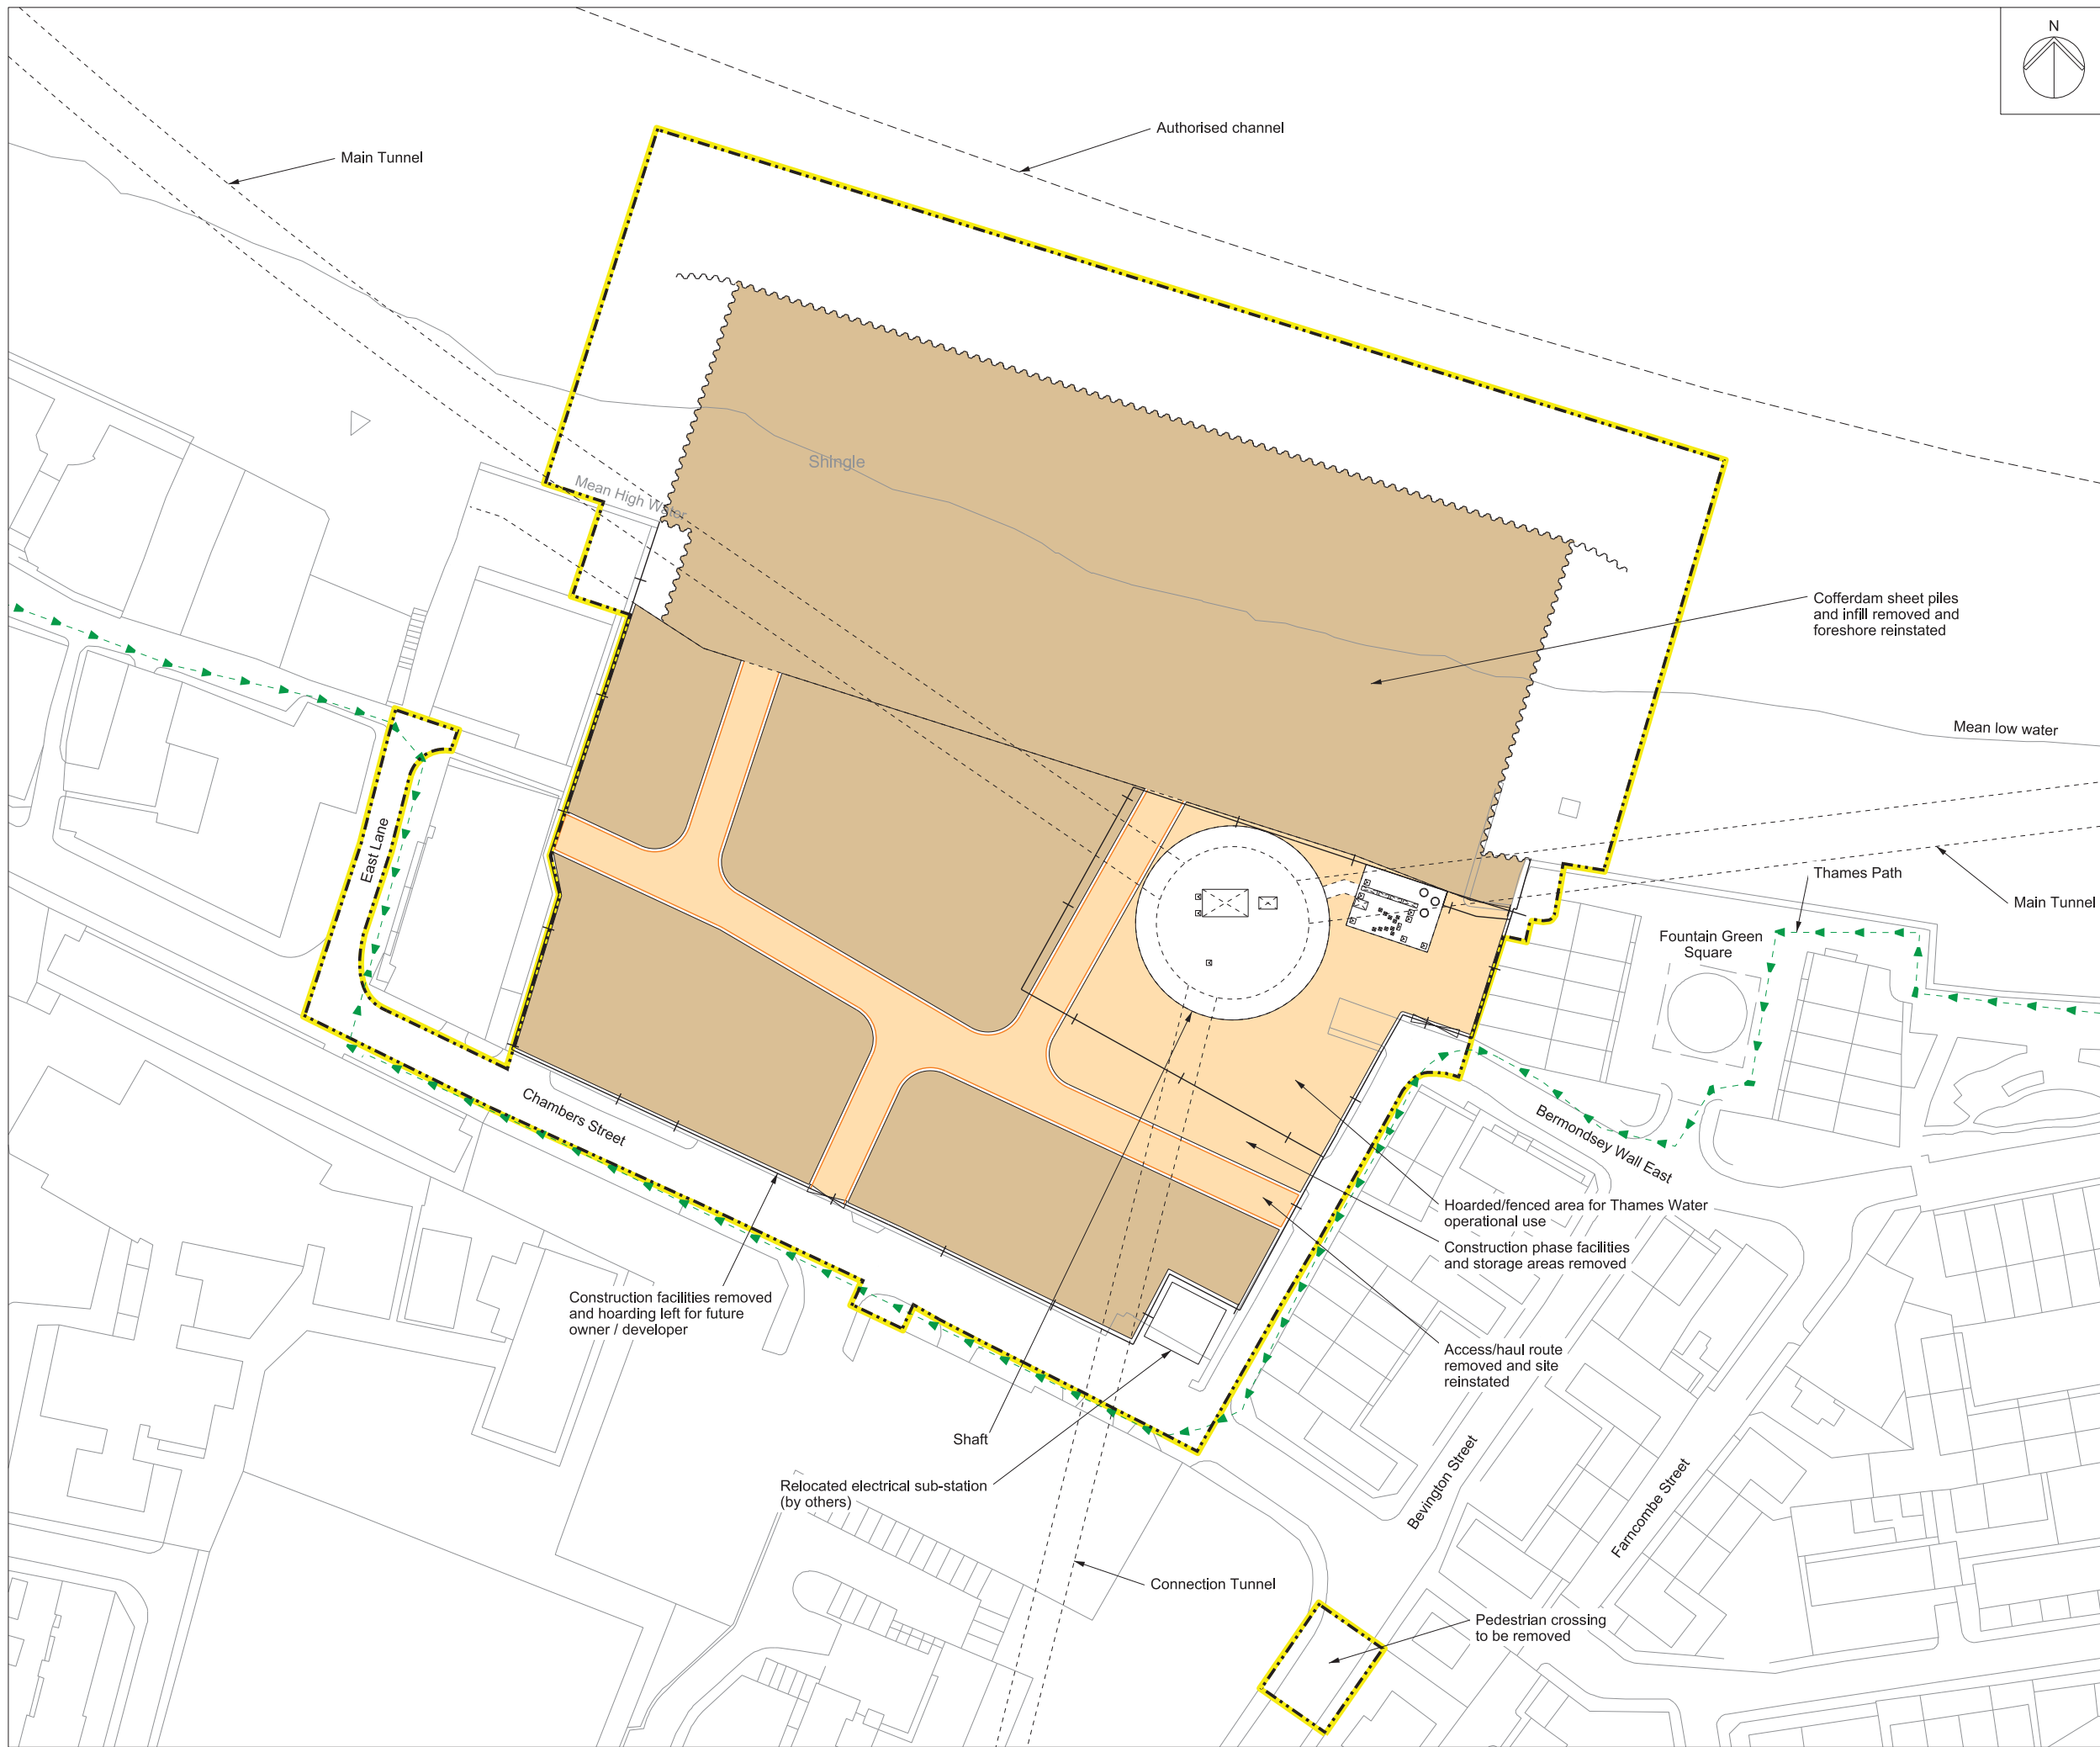 N
Authorised channel
Main Tunnel
Shingle
Mean High Water
Cofferdam sheet piles
and infill removed and
foreshore reinstated
Mean low water
Thames Path
Main Tunnel
Fountain Green
Square
East Lane
Chambers Street
Bermondsey Wall East
Hoarded/fenced area for Thames Water
operational use
Construction phase facilities
and storage areas removed
Construction facilities removed
and hoarding left for future
owner / developer
Access/haul route
removed and site
reinstated
Shaft
Relocated electrical sub-station
(by others)
Bevington Street
Farncombe Street
Connection Tunnel
Pedestrian crossing
to be removed